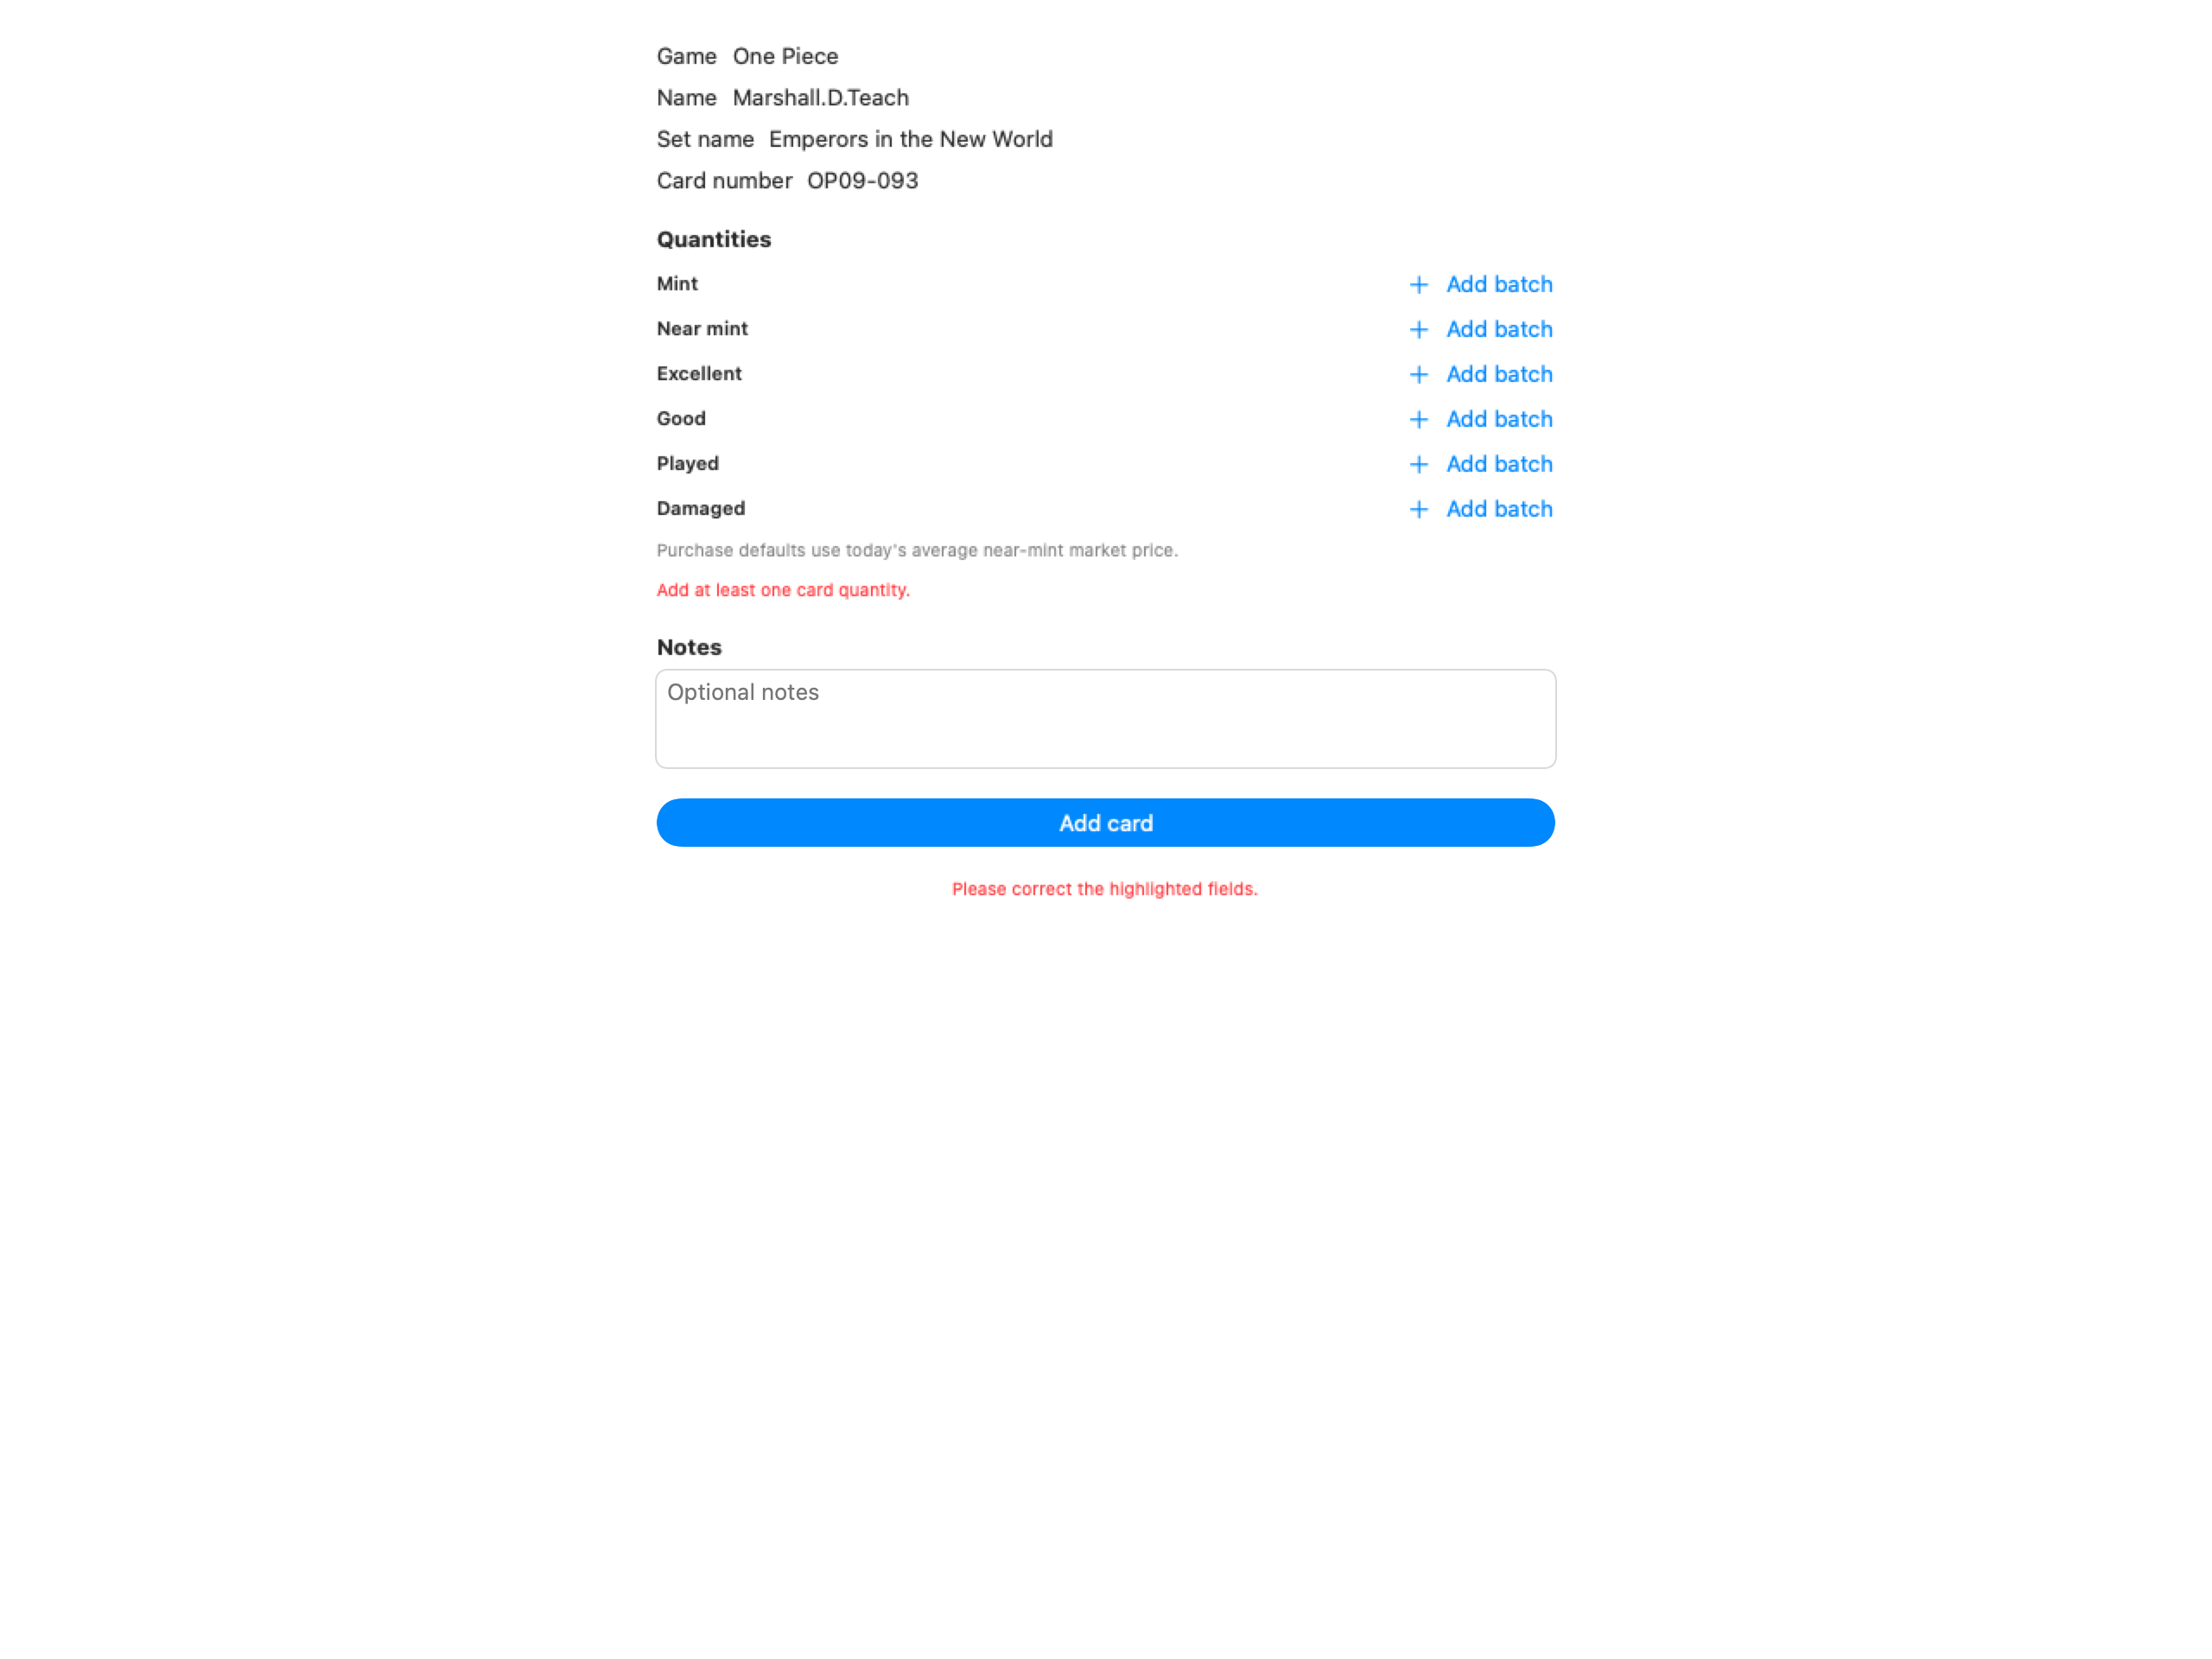 Game One Piece
Name Marshall.D.Teach
Set name Emperors in the New World
Card number OP09-093
Quantities
Mint + Add batch
Near mint + Add batch
Excellent + Add batch
Good + Add batch
Played + Add batch
Damaged + Add batch
Purchase defaults use today's average near-mint market price.
Add at least one card quantity.
Notes
Optional notes
Add card
Please correct the highlighted fields.